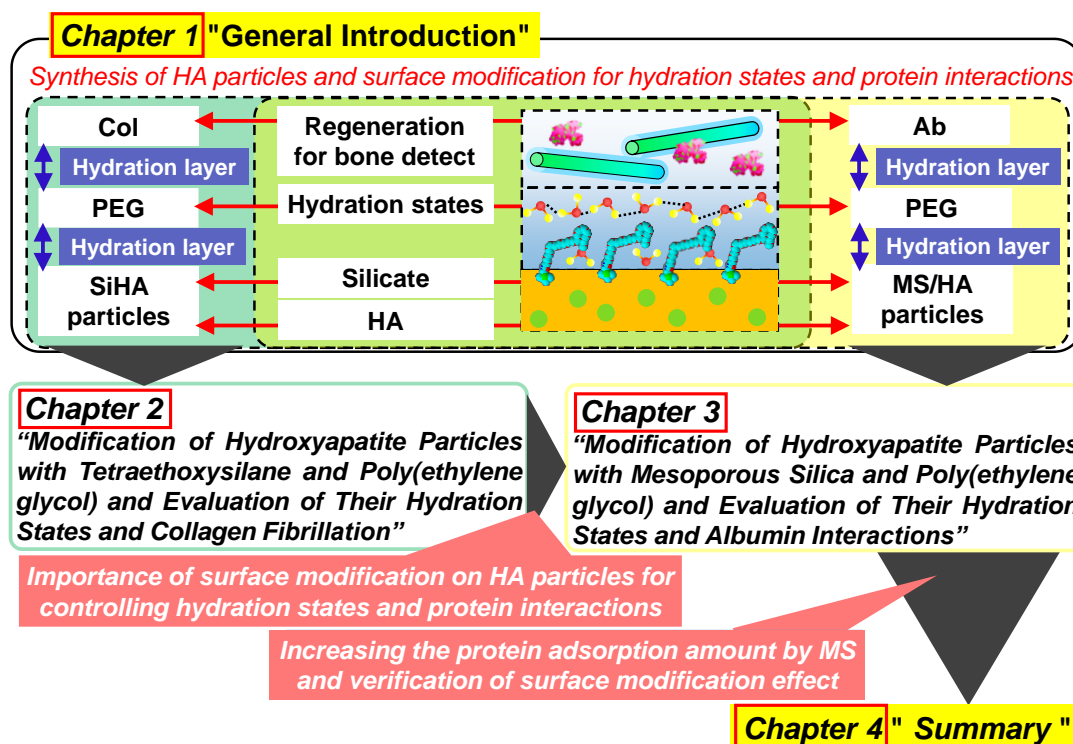 Chapter 1 "General Introduction"
Synthesis of HA particles and surface modification for hydration states and protein interactions
Col
Hydration layer
PEG
Hydration layer
SiHA
particles
Regeneration
for bone detect
Hydration states
Silicate
HA
Ab
Hydration layer
PEG
Hydration layer
MS/HA
particles
Chapter 2
“Modification of Hydroxyapatite Particles
with Tetraethoxysilane and Poly(ethylene
glycol) and Evaluation of Their Hydration
States and Collagen Fibrillation”
Chapter 3
“Modification of Hydroxyapatite Particles
with Mesoporous Silica and Poly(ethylene
glycol) and Evaluation of Their Hydration
States and Albumin Interactions”
Importance of surface modification on HA particles for
controlling hydration states and protein interactions
Increasing the protein adsorption amount by MS
and verification of surface modification effect
Chapter 4 " Summary "